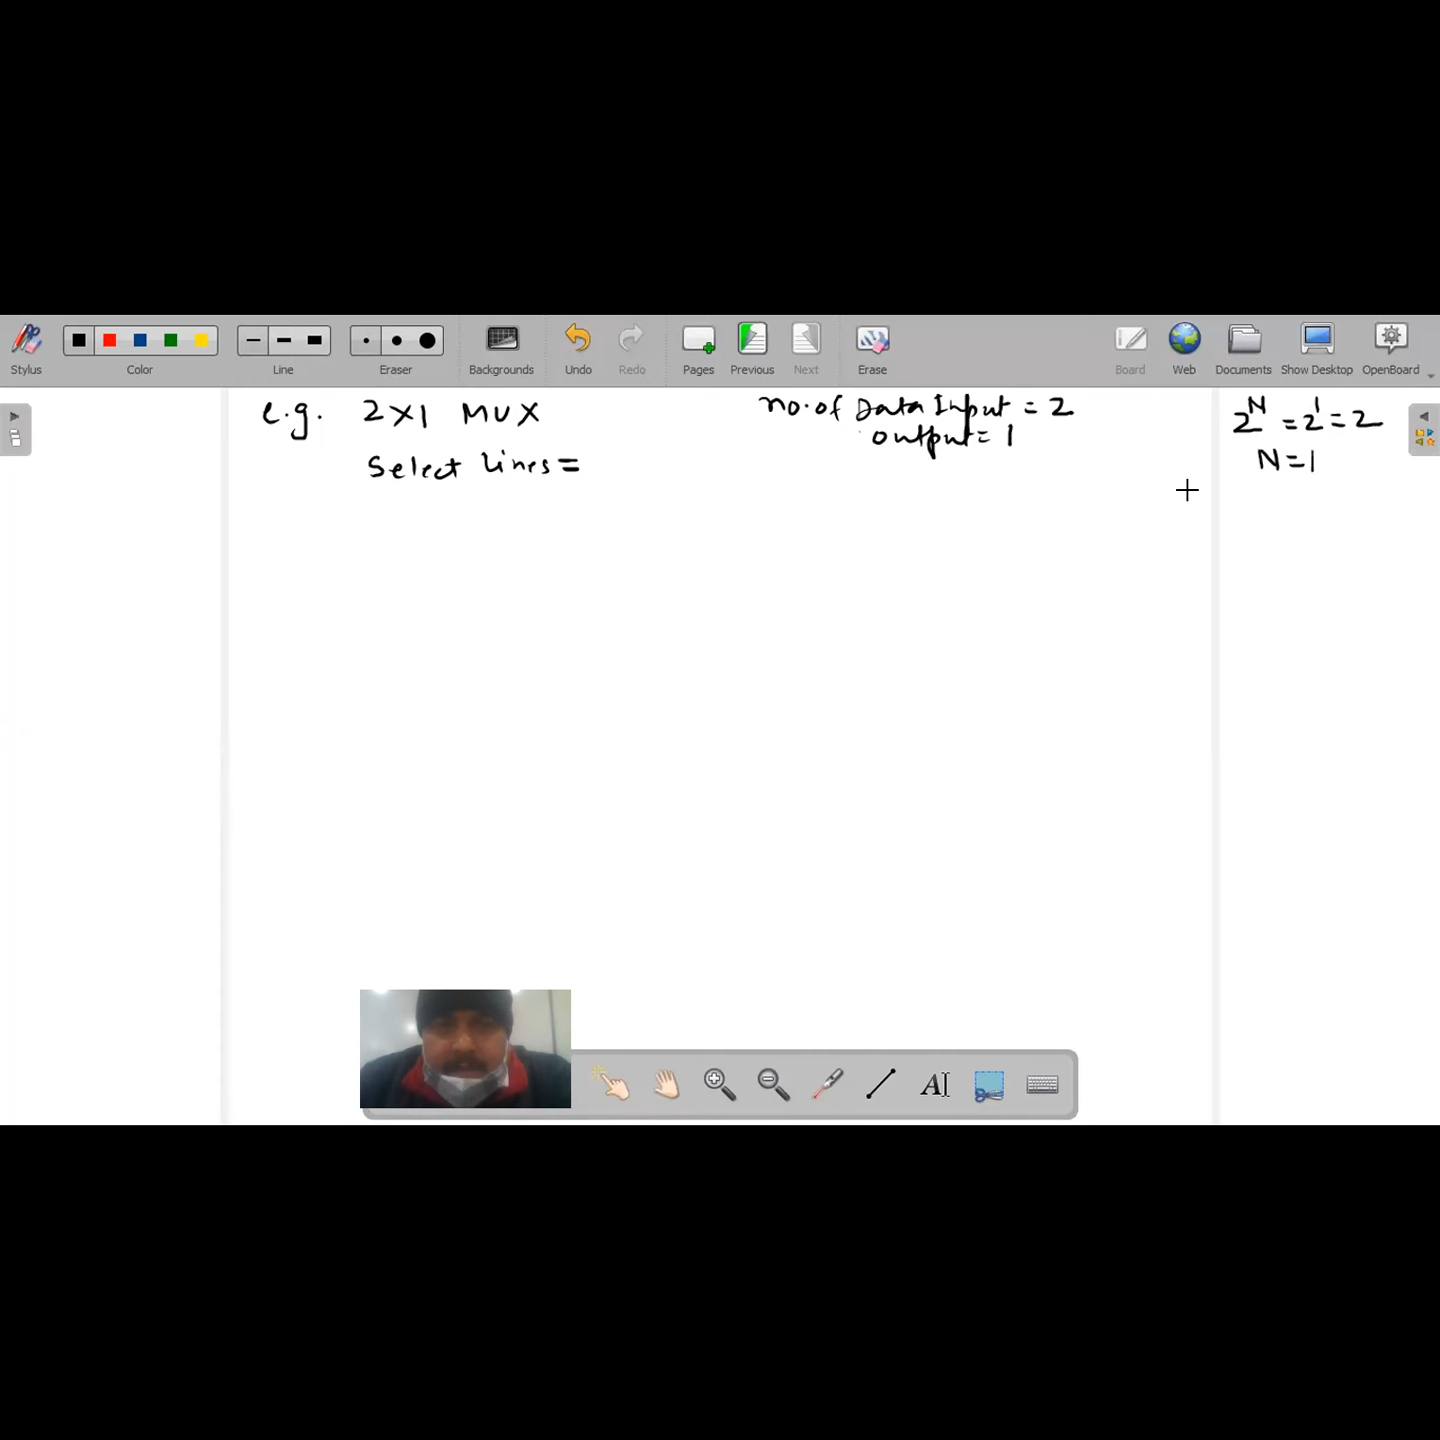 Stylus
Color
Line
Eraser
Backgrounds
Undo
Redo
Pages
Previous
Next
Erase
Board
Web
Documents
Show Desktop
OpenBoard
e.g. 2X1 MUX
Select Lines =
no. of Data Input = 2
output = 1
2^N = 2^1 = 2
N = 1
AI